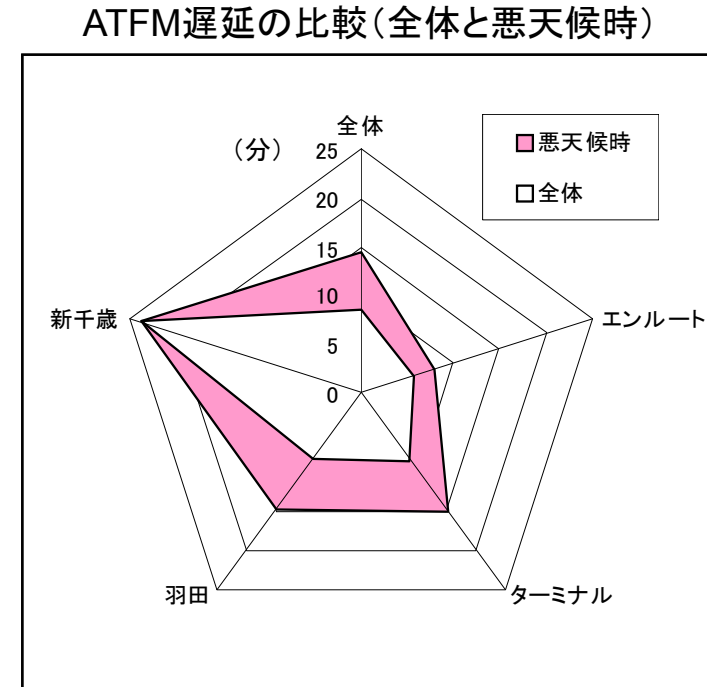 ATFM遅延の比較（全体と悪天候時）
全体
（分）
25
20
15
10
5
0
悪天候時
全体
新千歳
エンルート
羽田
ターミナル